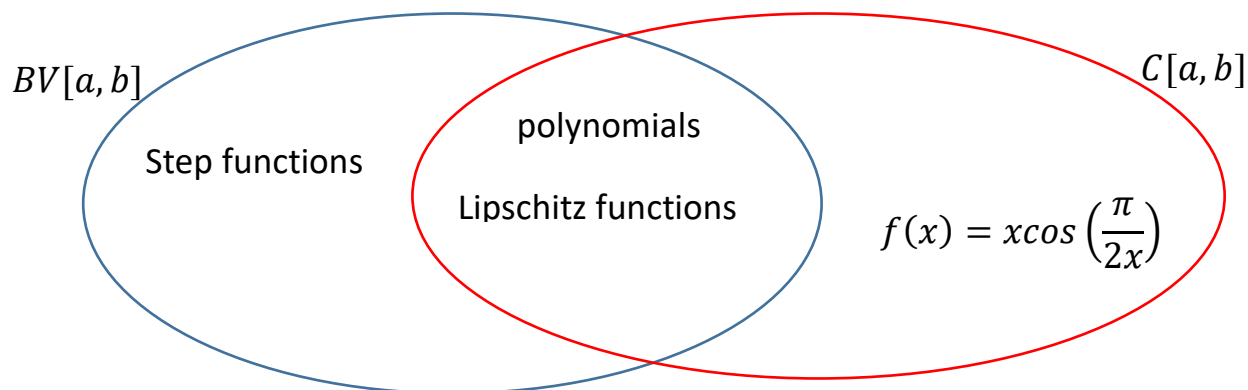 BV[a, b]
C[a, b]
polynomials
Step functions
Lipschitz functions
f(x) = xcos (π/2x)